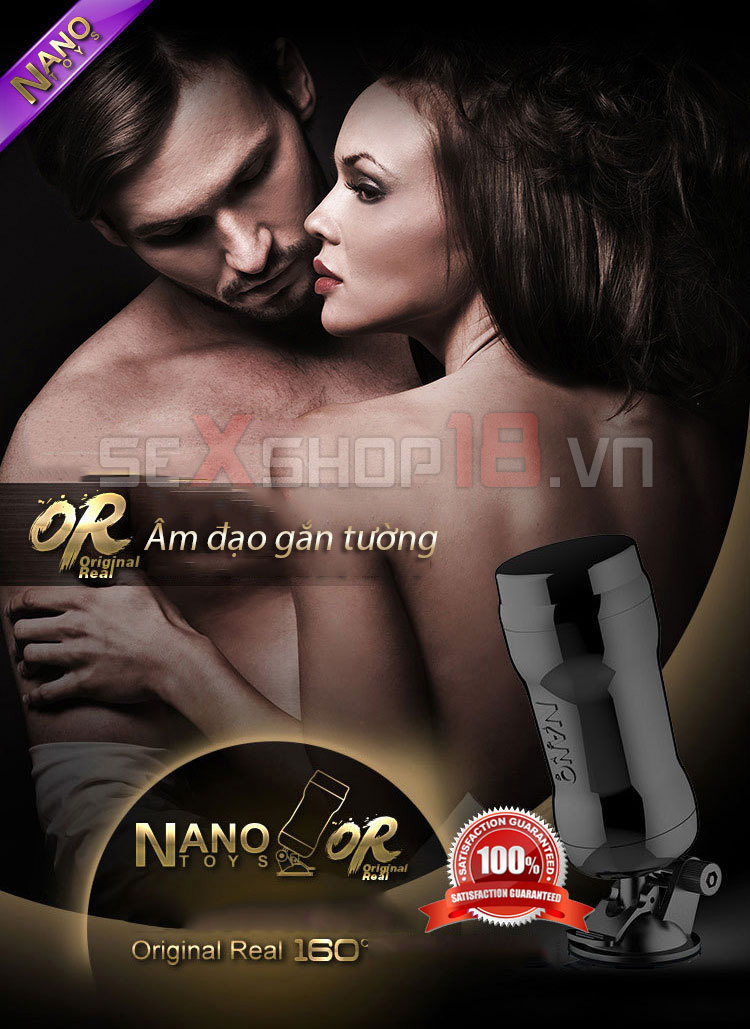 NANO
TOYS
SEXSHOP18.VN
OR
Original
Real
Âm đạo gắn tường
NANO
NANO
TOYS
OR
Original
Real
SATISFACTION GUARANTEED
100%
SATISFACTION GUARANTEED
Original Real 160°